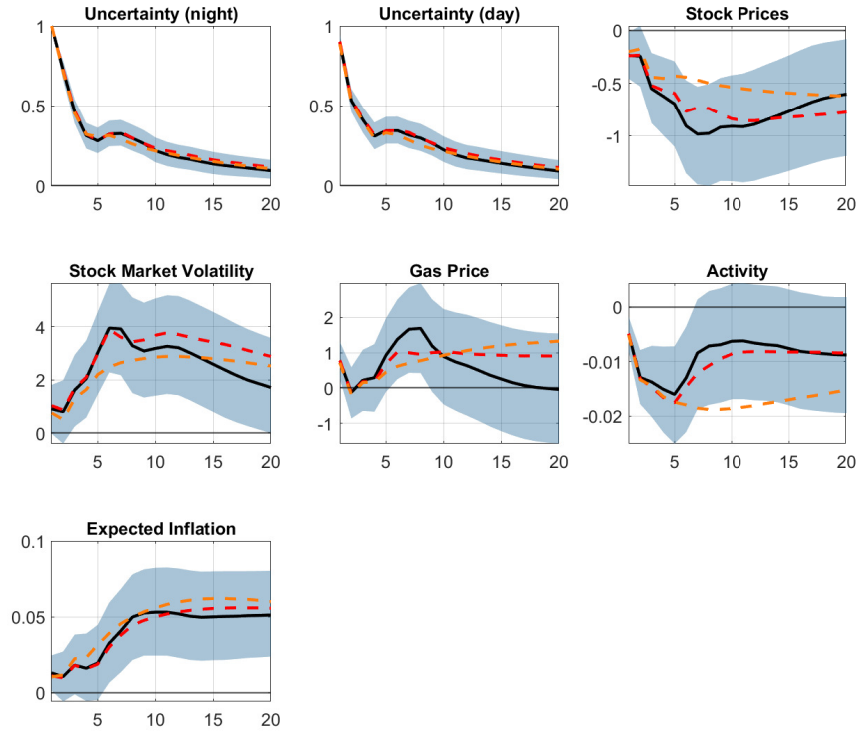 Uncertainty (night)
1
0.5
0
5 10 15 20
Uncertainty (day)
1
0.5
0
5 10 15 20
Stock Prices
0
-0.5
-1
5 10 15 20
Stock Market Volatility
4
2
0
5 10 15 20
Gas Price
2
1
0
-1
5 10 15 20
Activity
0
-0.01
-0.02
5 10 15 20
Expected Inflation
0.1
0.05
0
5 10 15 20